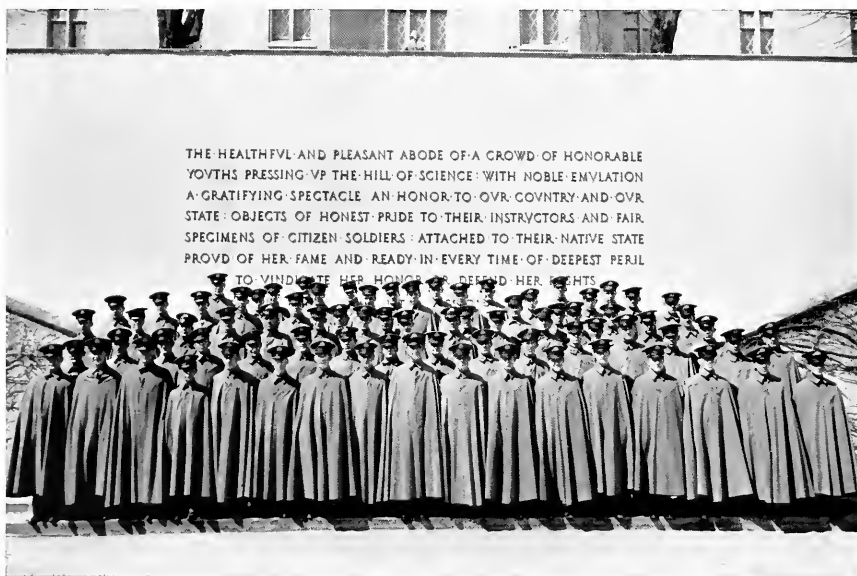 THE·HEALTHFVL·AND PLEASANT ABODE OF·A CROWD·OF HONORABLE
YOVTHS PRESSING·VP THE·HILL OF·SCIENCE : WITH NOBLE·EMVLATION
A·GRATIFYING·SPECTACLE AN HONOR·TO·OVR·COVNTRY·AND·OVR
STATE : OBJECTS OF HONEST·PRIDE TO·THEIR·INSTRVCTORS·AND·FAIR
SPECIMENS OF·CITIZEN SOLDIERS : ATTACHED TO·THEIR·NATIVE STATE
PROVD OF·HER·FAME AND·READY·IN·EVERY TIME·OF·DEEPEST PERIL
TO·VINDICATE HER HONOR OR DEFEND·HER RIGHTS